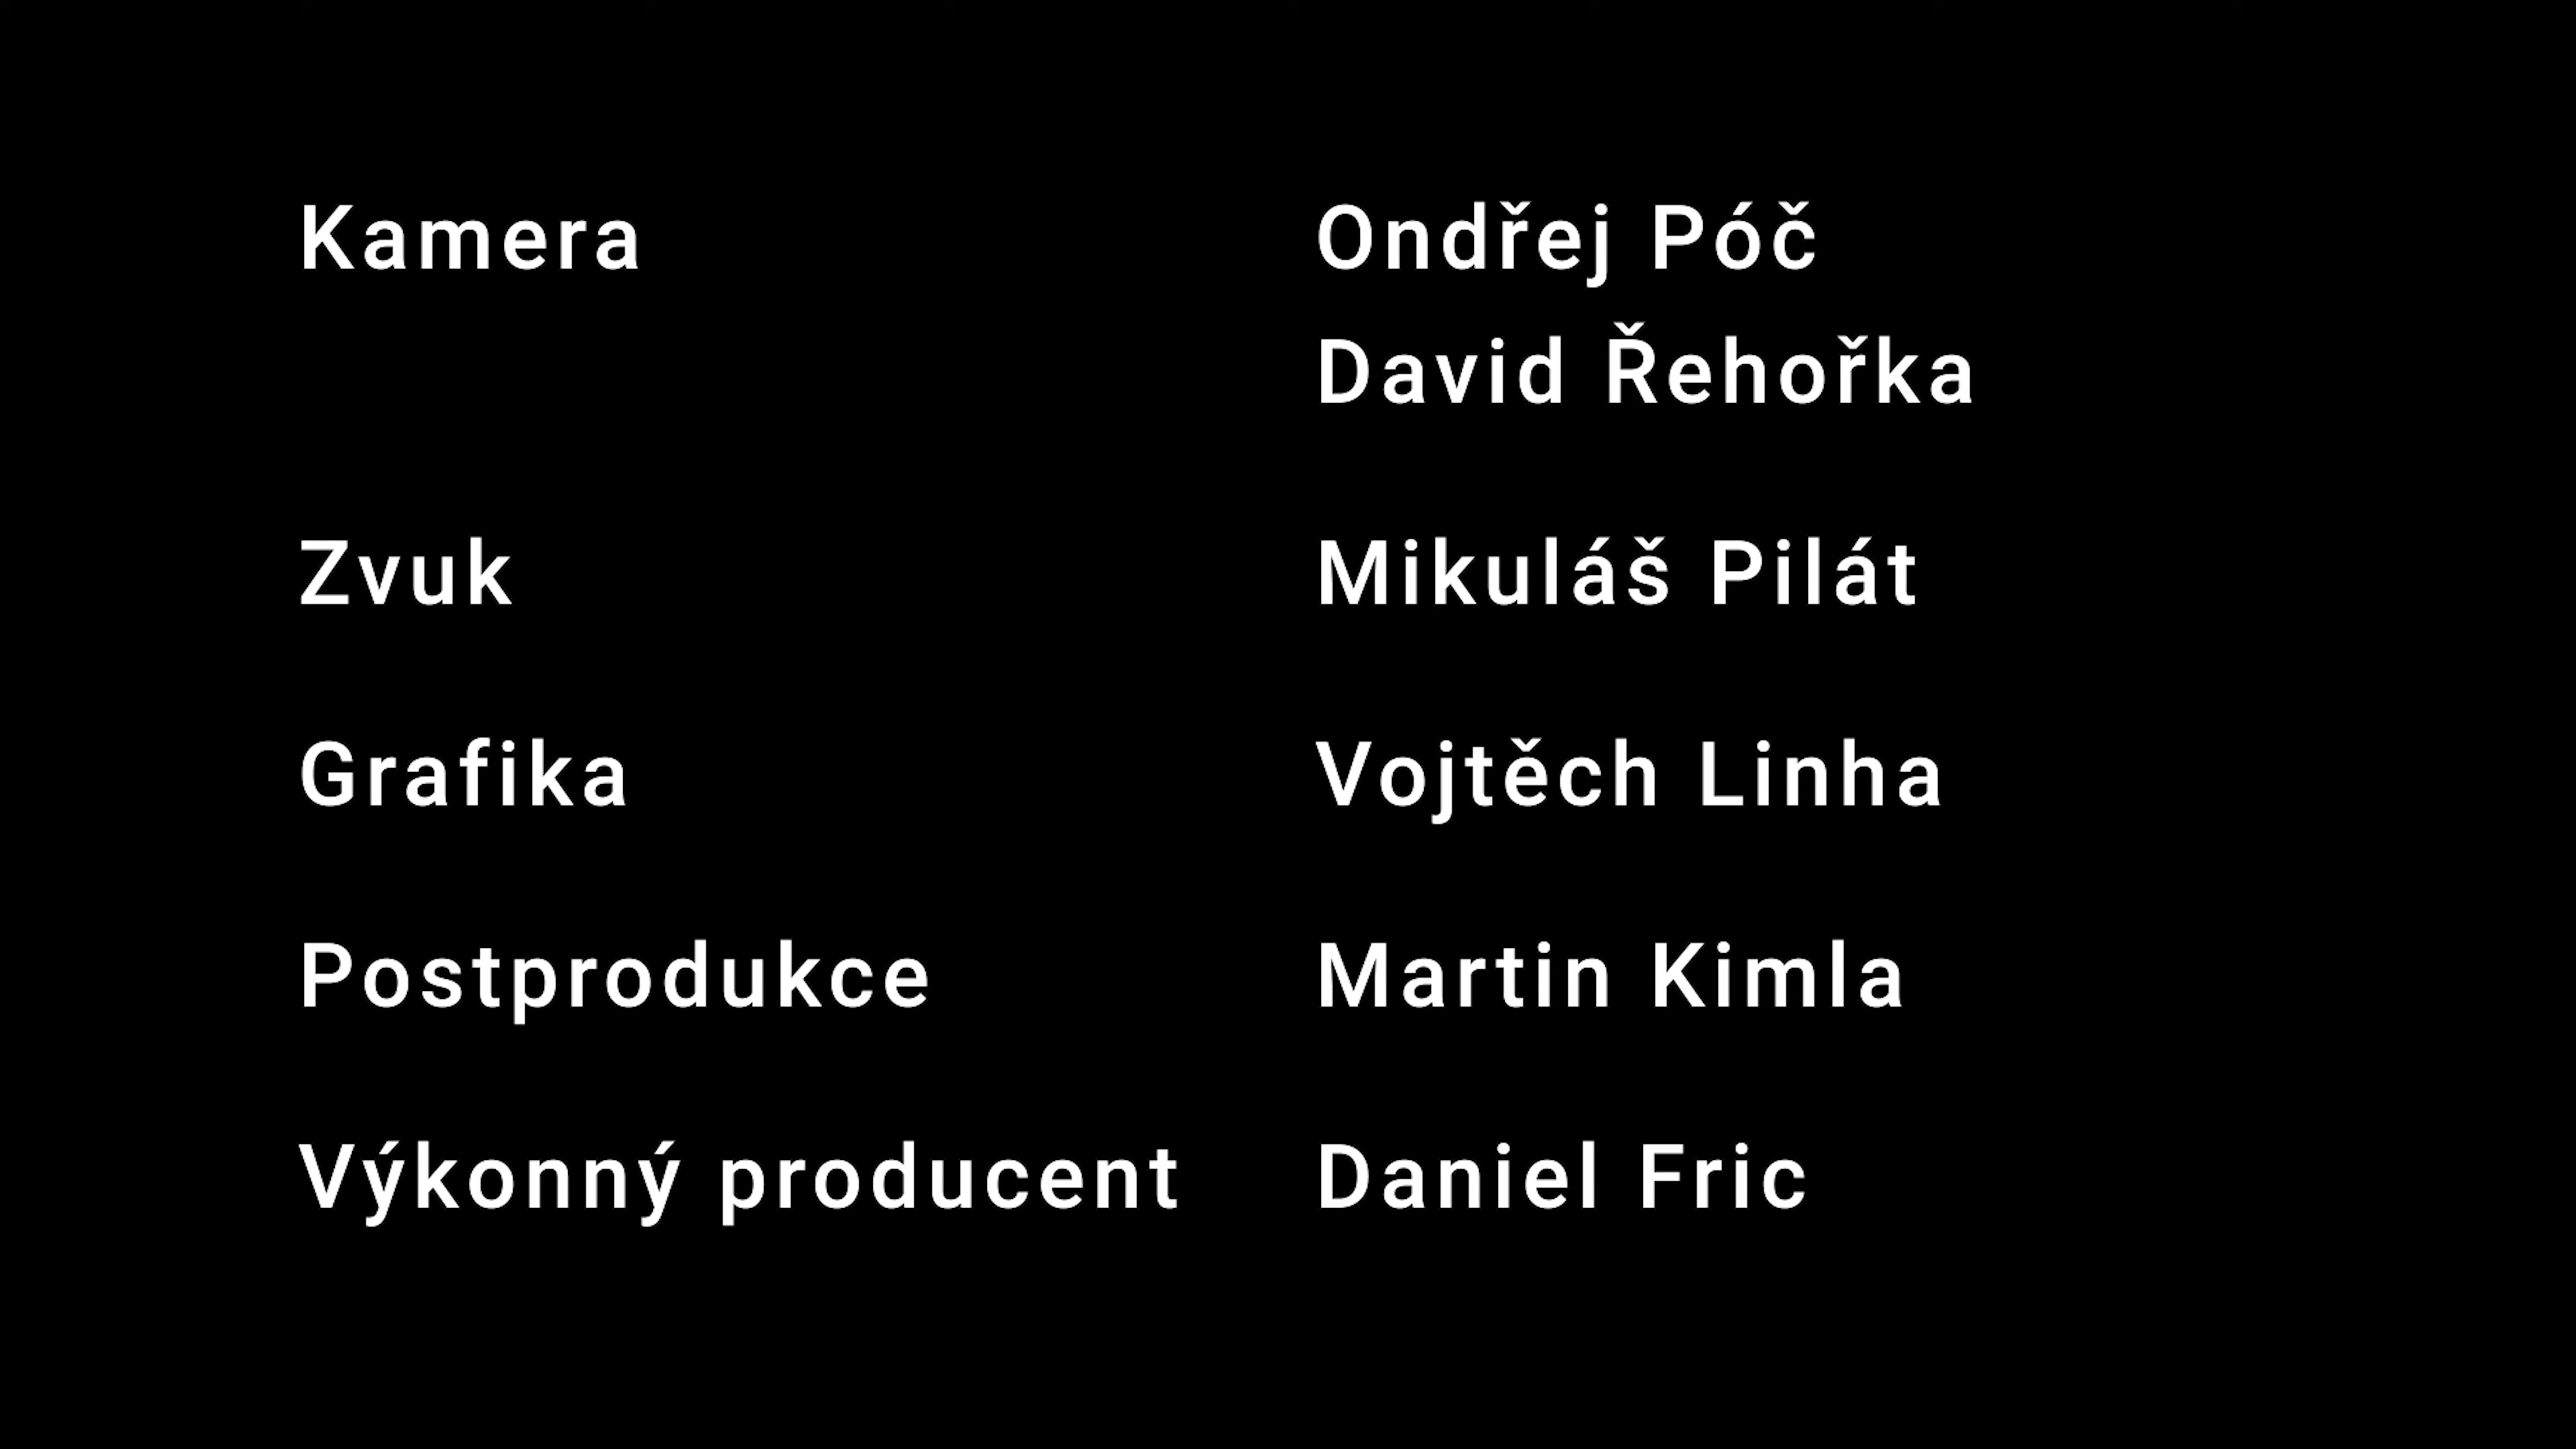 Kamera Ondřej Póč
David Řehořka
Zvuk Mikuláš Pilát
Grafika Vojtěch Linha
Postprodukce Martin Kimla
Výkonný producent Daniel Fric